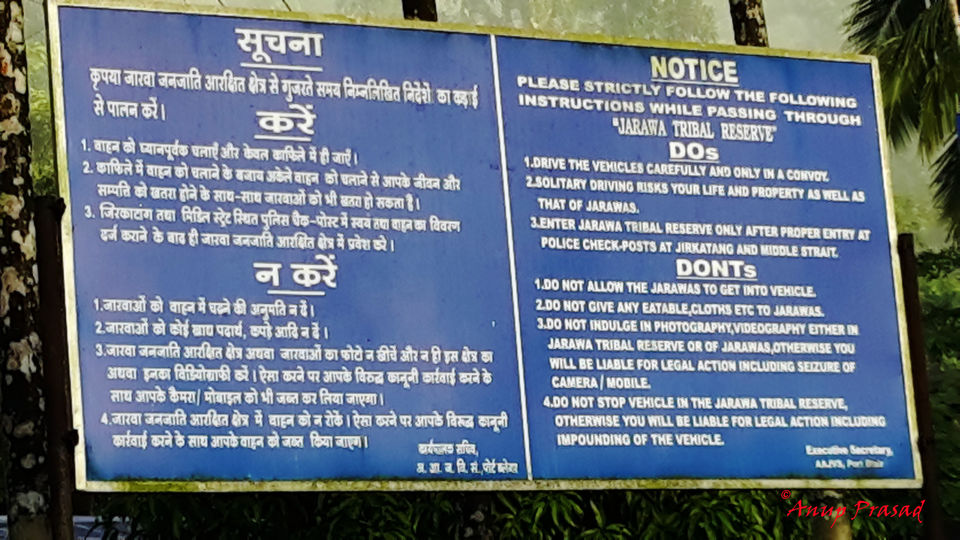 सूचना
कृपया जारवा जनजाति आरक्षित क्षेत्र से गुजरते समय निम्नलिखित निर्देशो का कढ़ाई
से पालन करें।
करें
1. वाहन को ध्यानपूर्वक चलाएँ और केवल काफिले में ही जाएँ।
2. काफिले में वाहन को चलाने के बजाय अकेले वाहन को चलाने से आपके जीवन और
सम्पति को खतरा होने के साथ-साथ जारवाओं को भी खतरा हो सकता है।
3. जिरकाटांग तथा मिडिल स्ट्रेट स्थित पुलिस चैक-पोस्ट में स्वयं तथा वाहन का विवरण
दर्ज कराने के बाद ही जारवा जनजाति आरक्षित क्षेत्र में प्रवेश करे।
न करें
1.जारवाओं को वाहन में चढ़ने की अनुमति न दें।
2.जारवाओं को कोई खाद्य पदार्थ, कपड़े आदि न दें।
3.जारवा जनजाति आरक्षित क्षेत्र अथवा जारवाओं का फोटो न खींचें और न ही इस क्षेत्र का
अथवा इनका विडियोग्राफी करें। ऐसा करने पर आपके विरुद्ध कानूनी कार्रवाई करने के
साथ आपके कैमरा/ मोबाइल को भी जब्त कर लिया जाएगा।
4.जारवा जनजाति आरक्षित क्षेत्र में वाहन को न रोकें। ऐसा करने पर आपके विरुद्ध कानूनी
कार्रवाई करने के साथ आपके वाहन को जब्त किया जाएगा।
कार्यपालक सचिव,
अ. आ. ज. वि. सं., पोर्ट ब्लेयर
NOTICE
PLEASE STRICTLY FOLLOW THE FOLLOWING
INSTRUCTIONS WHILE PASSING THROUGH
"JARAWA TRIBAL RESERVE"
DOs
1.DRIVE THE VEHICLES CAREFULLY AND ONLY IN A CONVOY.
2.SOLITARY DRIVING RISKS YOUR LIFE AND PROPERTY AS WELL AS
THAT OF JARAWAS.
3.ENTER JARAWA TRIBAL RESERVE ONLY AFTER PROPER ENTRY AT
POLICE CHECK-POSTS AT JIRKATANG AND MIDDLE STRAIT.
DONTs
1.DO NOT ALLOW THE JARAWAS TO GET INTO VEHICLE.
2.DO NOT GIVE ANY EATABLE,CLOTHS ETC TO JARAWAS.
3.DO NOT INDULGE IN PHOTOGRAPHY,VIDEOGRAPHY EITHER IN
JARAWA TRIBAL RESERVE OR OF JARAWAS,OTHERWISE YOU
WILL BE LIABLE FOR LEGAL ACTION INCLUDING SEIZURE OF
CAMERA / MOBILE.
4.DO NOT STOP VEHICLE IN THE JARAWA TRIBAL RESERVE,
OTHERWISE YOU WILL BE LIABLE FOR LEGAL ACTION INCLUDING
IMPOUNDING OF THE VEHICLE.
Executive Secretary,
AAJVS, Port Blair
©Anup Prasad